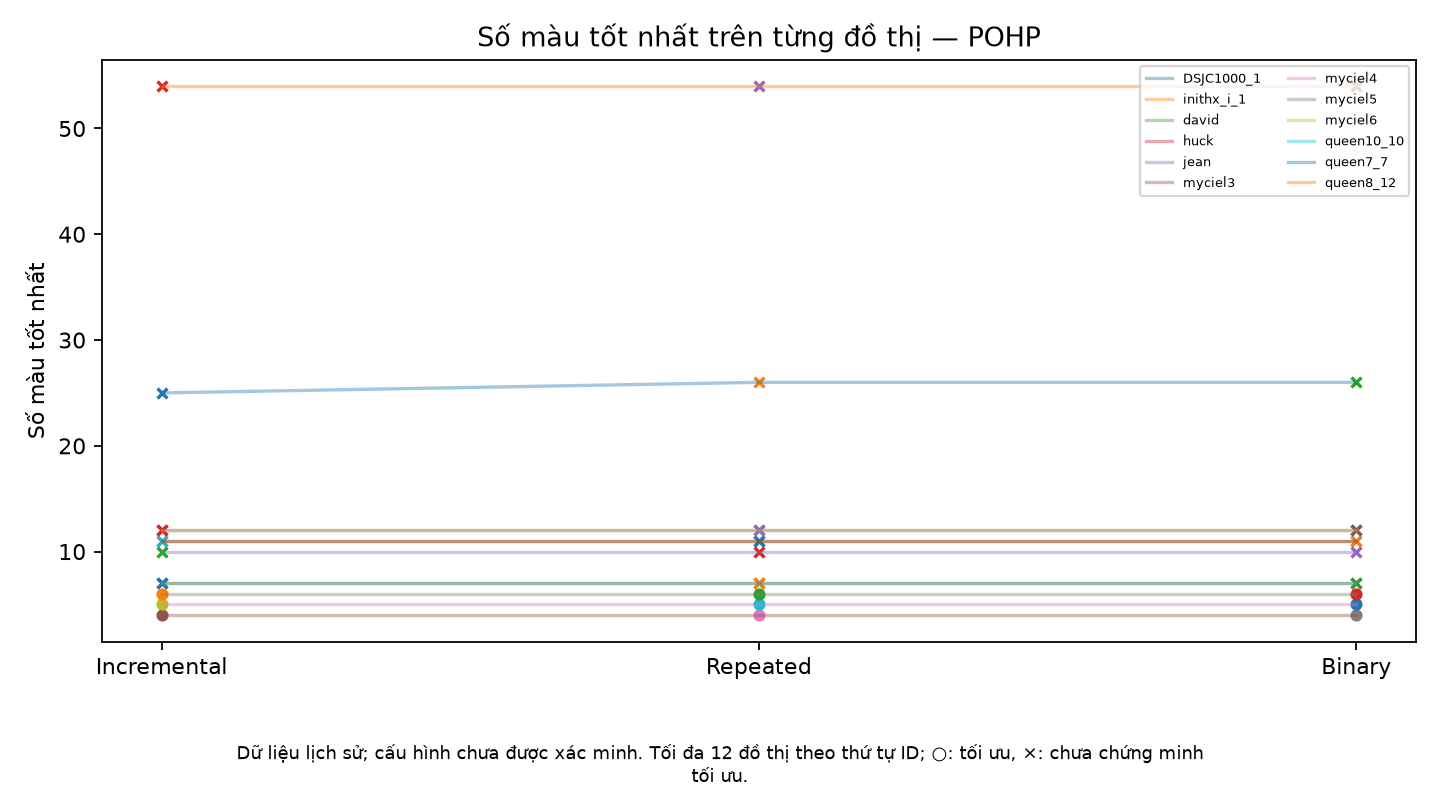 Số màu tốt nhất trên từng đồ thị — POHP
Số màu tốt nhất
50
40
30
20
10
DSJC1000_1
inithx_i_1
david
huck
jean
myciel3
myciel4
myciel5
myciel6
queen10_10
queen7_7
queen8_12
Incremental
Repeated
Binary
Dữ liệu lịch sử; cấu hình chưa được xác minh. Tối đa 12 đồ thị theo thứ tự ID; ○: tối ưu, ×: chưa chứng minh
tối ưu.